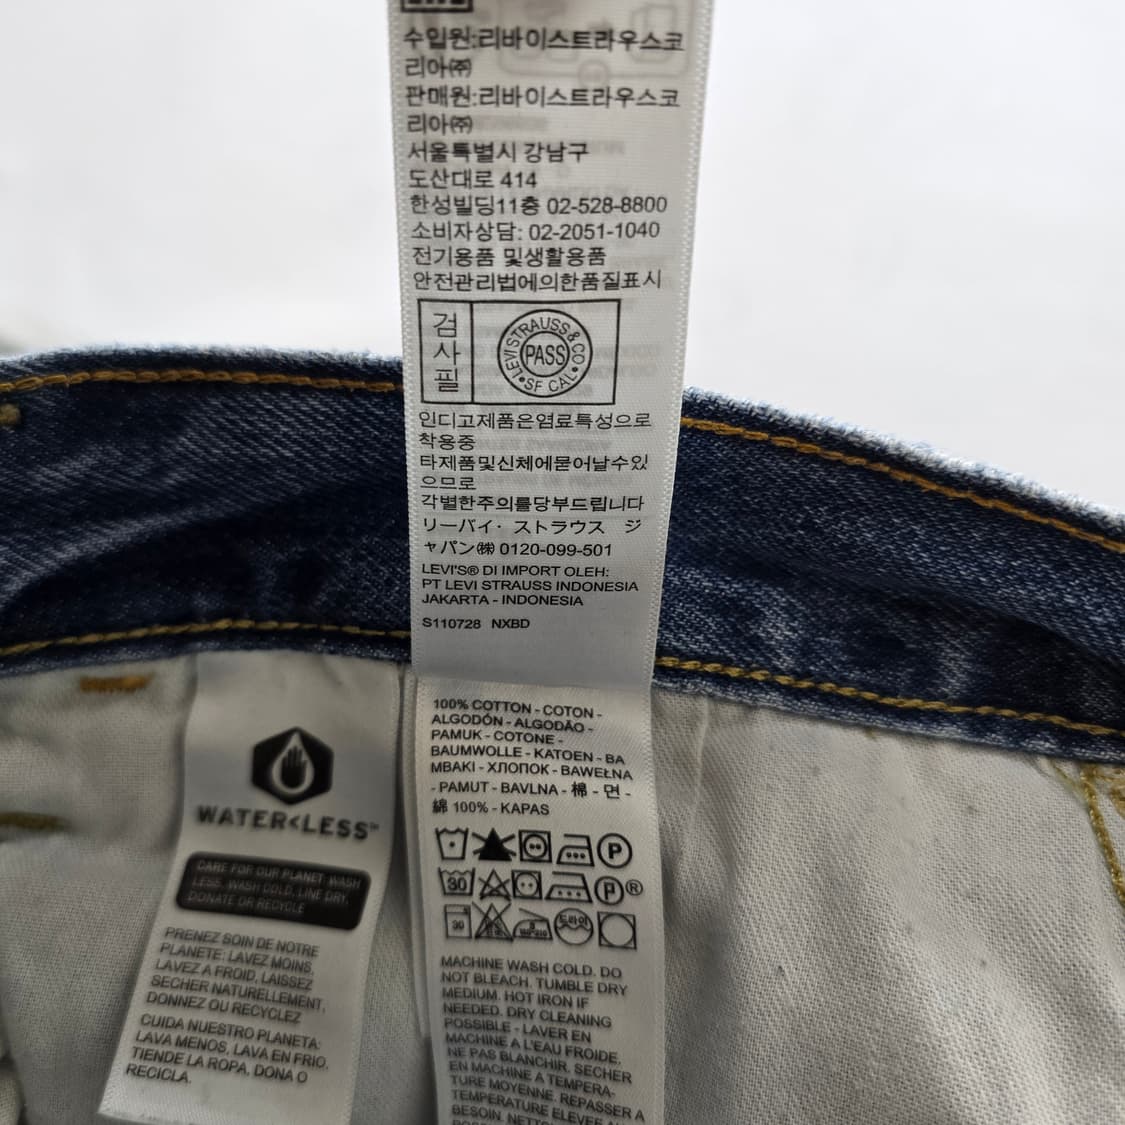 수입원:리바이스트라우스코
리아㈜
판매원:리바이스트라우스코
리아㈜
서울특별시 강남구
도산대로 414
한성빌딩11층 02-528-8800
소비자상담: 02-2051-1040
전기용품 및생활용품
안전관리법에의한품질표시
검
사
필
LEVI STRAUSS & CO
PASS
SF CAL
인디고제품은염료특성으로
착용중
타제품및신체에묻어날수있
으므로
각별한주의를당부드립니다
リーバイ・ストラウス ジ
ャパン㈱ 0120-099-501
LEVI'S® DI IMPORT OLEH:
PT LEVI STRAUSS INDONESIA
JAKARTA - INDONESIA
S110728 NXBD
WATER<LESS™
CARE FOR OUR PLANET: WASH
LESS, WASH COLD, LINE DRY,
DONATE OR RECYCLE
PRENEZ SOIN DE NOTRE
PLANETE: LAVEZ MOINS,
LAVEZ A FROID, LAISSEZ
SECHER NATURELLEMENT,
DONNEZ OU RECYCLEZ
CUIDA NUESTRO PLANETA:
LAVA MENOS, LAVA EN FRIO,
TIENDE LA ROPA, DONA O
RECICLA.
100% COTTON - COTON -
ALGODÓN - ALGODÃO -
PAMUK - COTONE -
BAUMWOLLE - KATOEN - BA
MBAKI - ХЛОПОК - BAWEŁNA
- PAMUT - BAVLNA - 棉 - 면 -
綿 100% - KAPAS
P
30 P®
30 드라이
MACHINE WASH COLD. DO
NOT BLEACH. TUMBLE DRY
MEDIUM. HOT IRON IF
NEEDED. DRY CLEANING
POSSIBLE - LAVER EN
MACHINE A L'EAU FROIDE.
NE PAS BLANCHIR. SECHER
EN MACHINE A TEMPERA-
TURE MOYENNE. REPASSER A
TEMPERATURE ELEVEE AU
BESOIN.